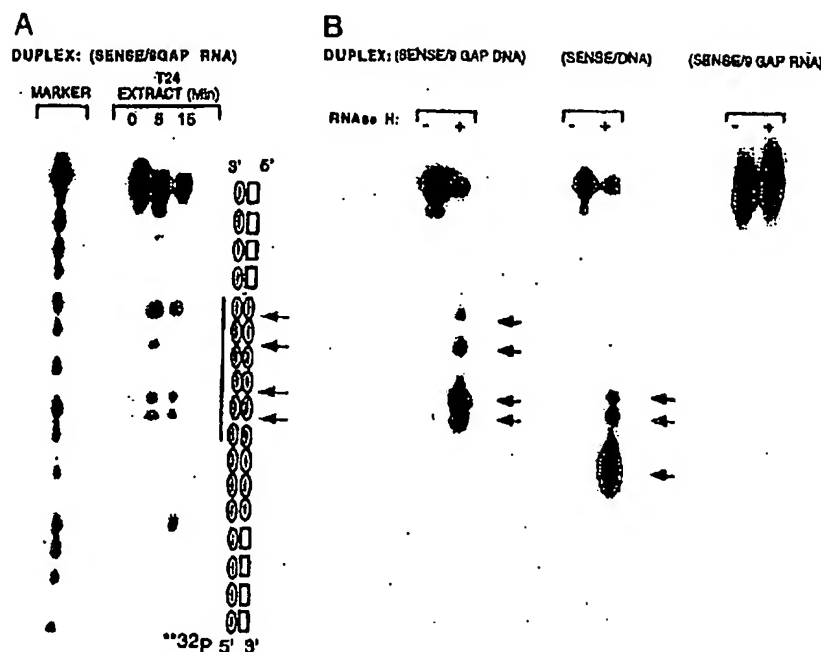 A
DUPLEX: (SENSE/9GAP RNA)
MARKER
T24
EXTRACT (Min)
0 5 15
3' 5'
**32P 5' 3'
B
DUPLEX: (SENSE/9 GAP DNA) (SENSE/DNA) (SENSE/9 GAP RNA)
RNAse H: - + - + - +